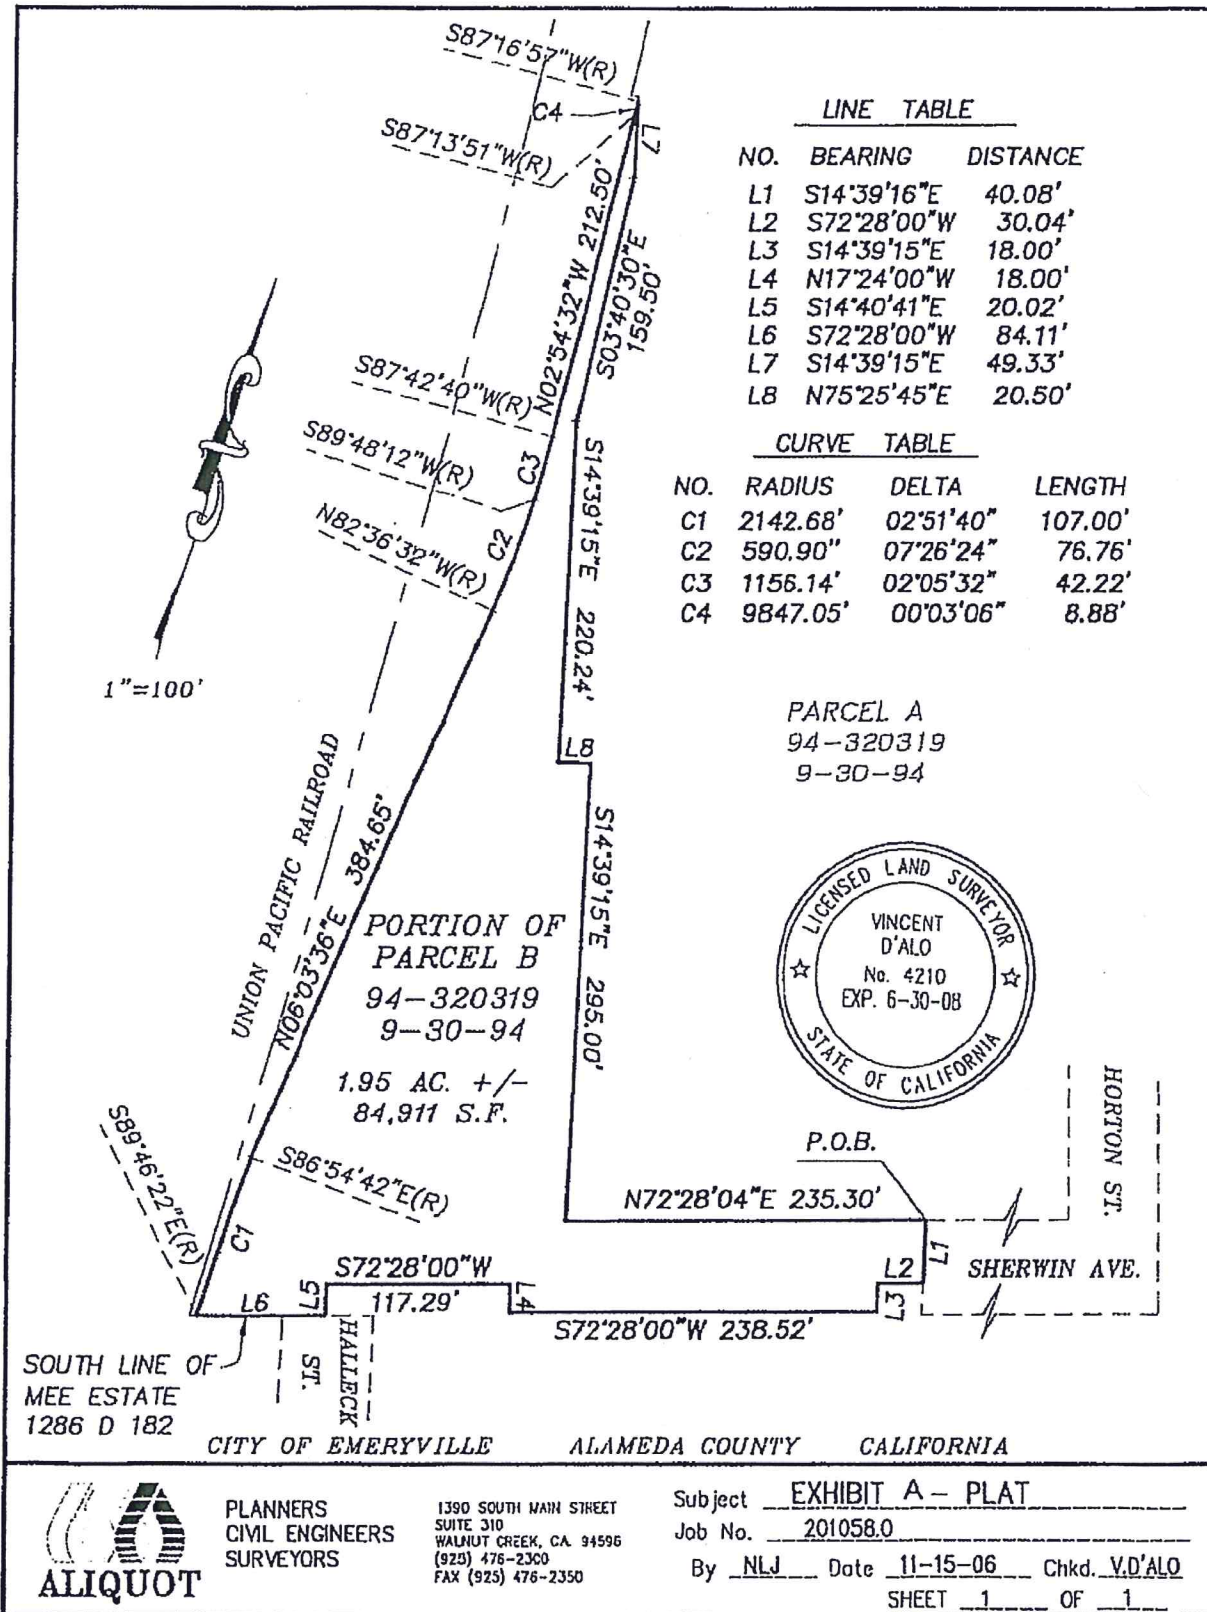 S87°16'57"W(R)
C4
S87°13'51"W(R)
L7
N02°54'32"W 212.50'
S03°40'30"E
159.50'
LINE TABLE
NO. BEARING DISTANCE
L1 S14°39'16"E 40.08'
L2 S72°28'00"W 30.04'
L3 S14°39'15"E 18.00'
L4 N17°24'00"W 18.00'
L5 S14°40'41"E 20.02'
L6 S72°28'00"W 84.11'
L7 S14°39'15"E 49.33'
L8 N75°25'45"E 20.50'
CURVE TABLE
NO. RADIUS DELTA LENGTH
C1 2142.68' 02°51'40" 107.00'
C2 590.90" 07°26'24" 76.76'
C3 1156.14' 02°05'32" 42.22'
C4 9847.05' 00°03'06" 8.88'
S87°42'40"W(R)
S89°48'12"W(R)
C3
N82°36'32"W(R)
C2
S14°39'15"E 220.24'
1"=100'
L8
PARCEL A
94-320319
9-30-94
UNION PACIFIC RAILROAD
N06°03'36"E 384.65'
S14°39'15"E 295.00'
PORTION OF
PARCEL B
94-320319
9-30-94
1.95 AC. +/-
84,911 S.F.
LICENSED LAND SURVEYOR
VINCENT
D'ALO
No. 4210
EXP. 6-30-08
STATE OF CALIFORNIA
HORTON ST.
P.O.B.
S89°46'22"E(R)
S86°54'42"E(R)
C1
N72°28'04"E 235.30'
L1
SHERWIN AVE.
S72°28'00"W
117.29'
L2
L3
L4
L5
L6
S72°28'00"W 238.52'
HALLECK
ST.
SOUTH LINE OF
MEE ESTATE
1286 D 182
CITY OF EMERYVILLE ALAMEDA COUNTY CALIFORNIA
ALIQUOT
PLANNERS
CIVIL ENGINEERS
SURVEYORS
1390 SOUTH MAIN STREET
SUITE 310
WALNUT CREEK, CA. 94596
(925) 476-2300
FAX (925) 476-2350
Subject EXHIBIT A - PLAT
Job No. 201058.0
By NLJ Date 11-15-06 Chkd. V.D'ALO
SHEET 1 OF 1